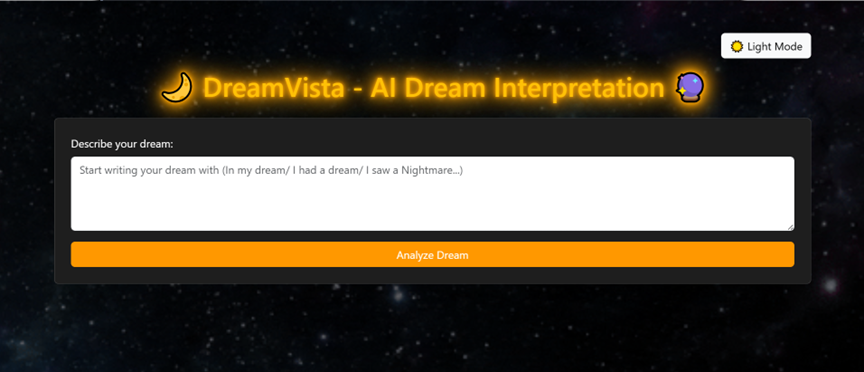 Light Mode
DreamVista - AI Dream Interpretation
Describe your dream:
Start writing your dream with (In my dream/ I had a dream/ I saw a Nightmare...)
Analyze Dream